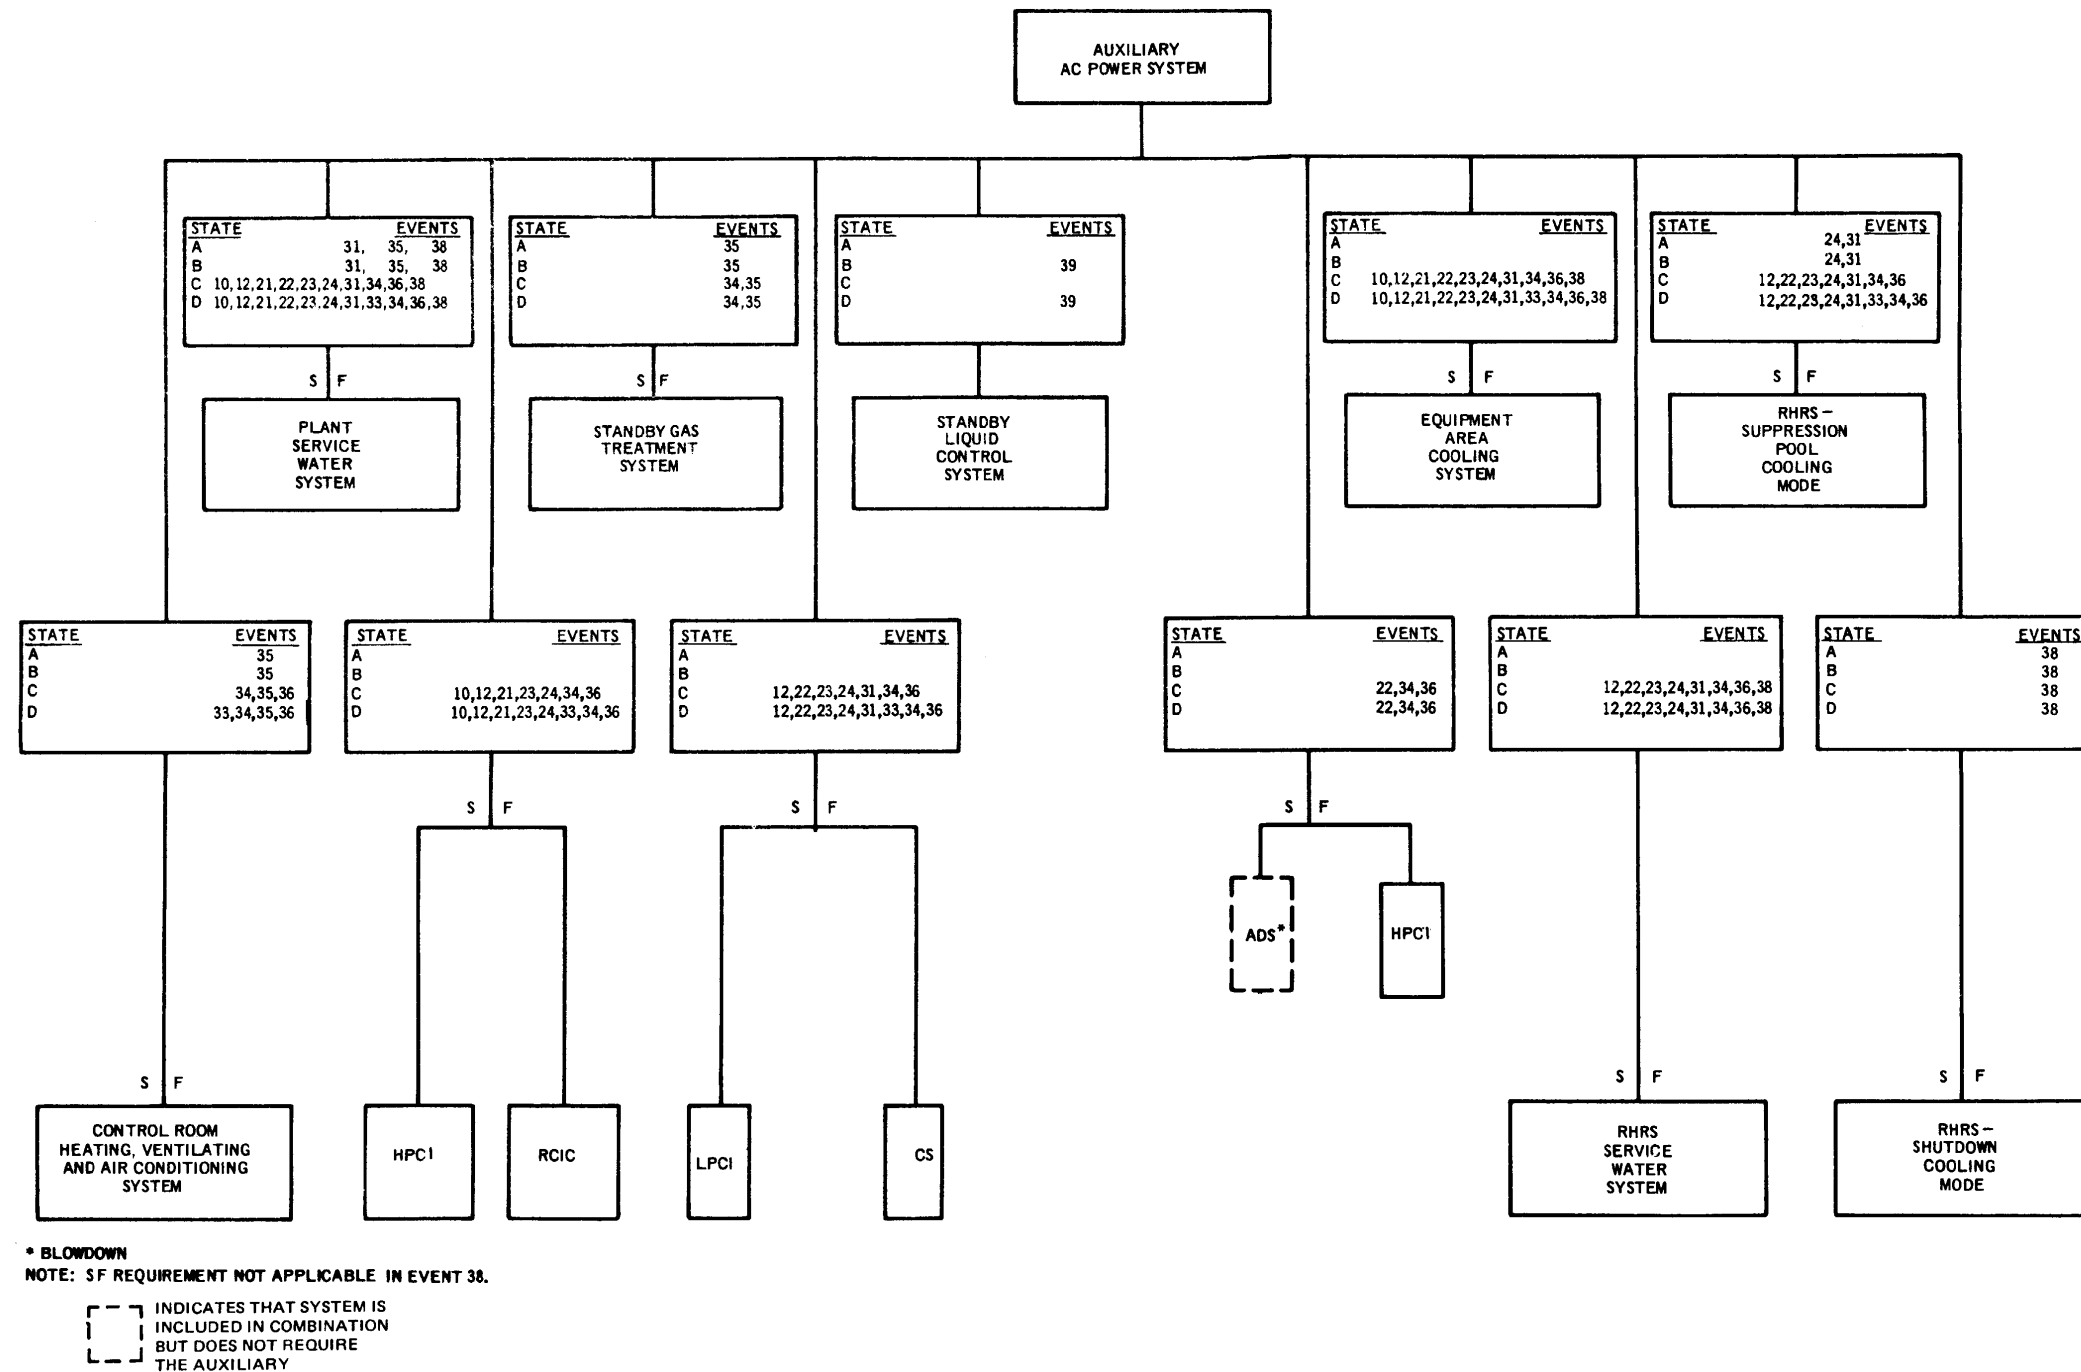 AUXILIARY
AC POWER SYSTEM
STATE EVENTS
A 31, 35, 38
B 31, 35, 38
C 10,12,21,22,23,24,31,34,36,38
D 10,12,21,22,23,24,31,33,34,36,38
S F
PLANT
SERVICE
WATER
SYSTEM
STATE EVENTS
A 35
B 35
C 34,35
D 34,35
S F
STANDBY GAS
TREATMENT
SYSTEM
STATE EVENTS
A
B 39
C
D 39
STANDBY
LIQUID
CONTROL
SYSTEM
STATE EVENTS
A
B
C 10,12,21,22,23,24,31,34,36,38
D 10,12,21,22,23,24,31,33,34,36,38
S F
EQUIPMENT
AREA
COOLING
SYSTEM
STATE EVENTS
A 24,31
B 24,31
C 12,22,23,24,31,34,36
D 12,22,23,24,31,33,34,36
S F
RHRS –
SUPPRESSION
POOL
COOLING
MODE
STATE EVENTS
A 35
B 35
C 34,35,36
D 33,34,35,36
S F
CONTROL ROOM
HEATING, VENTILATING
AND AIR CONDITIONING
SYSTEM
STATE EVENTS
A
B
C 10,12,21,23,24,34,36
D 10,12,21,23,24,33,34,36
S F
HPCI
RCIC
STATE EVENTS
A
B
C 12,22,23,24,31,34,36
D 12,22,23,24,31,33,34,36
S F
LPCI
CS
STATE EVENTS
A
B
C 22,34,36
D 22,34,36
S F
ADS*
HPCI
STATE EVENTS
A
B
C 12,22,23,24,31,34,36,38
D 12,22,23,24,31,34,36,38
S F
RHRS
SERVICE
WATER
SYSTEM
STATE EVENTS
A 38
B 38
C 38
D 38
S F
RHRS –
SHUTDOWN
COOLING
MODE
* BLOWDOWN
NOTE: SF REQUIREMENT NOT APPLICABLE IN EVENT 38.
INDICATES THAT SYSTEM IS
INCLUDED IN COMBINATION
BUT DOES NOT REQUIRE
THE AUXILIARY